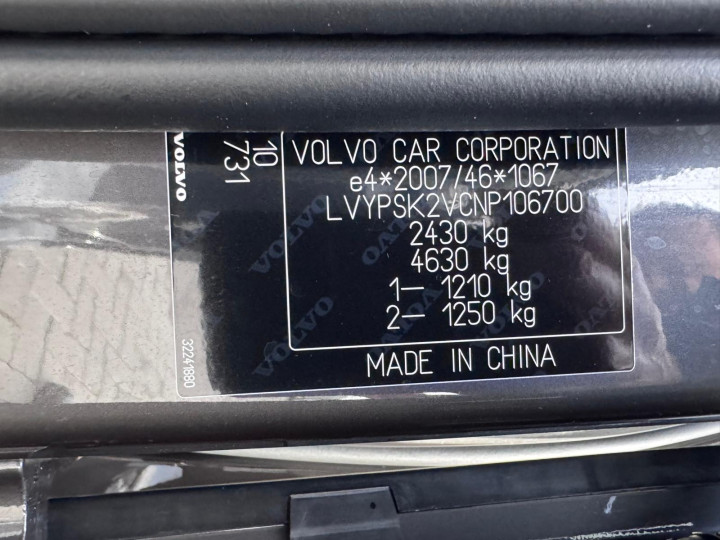 VOLVO
10
731
VOLVO CAR CORPORATION
e4*2007/46*1067
LVYPSK2VCNP106700
2430 kg
4630 kg
1— 1210 kg
2— 1250 kg
MADE IN CHINA
32241880